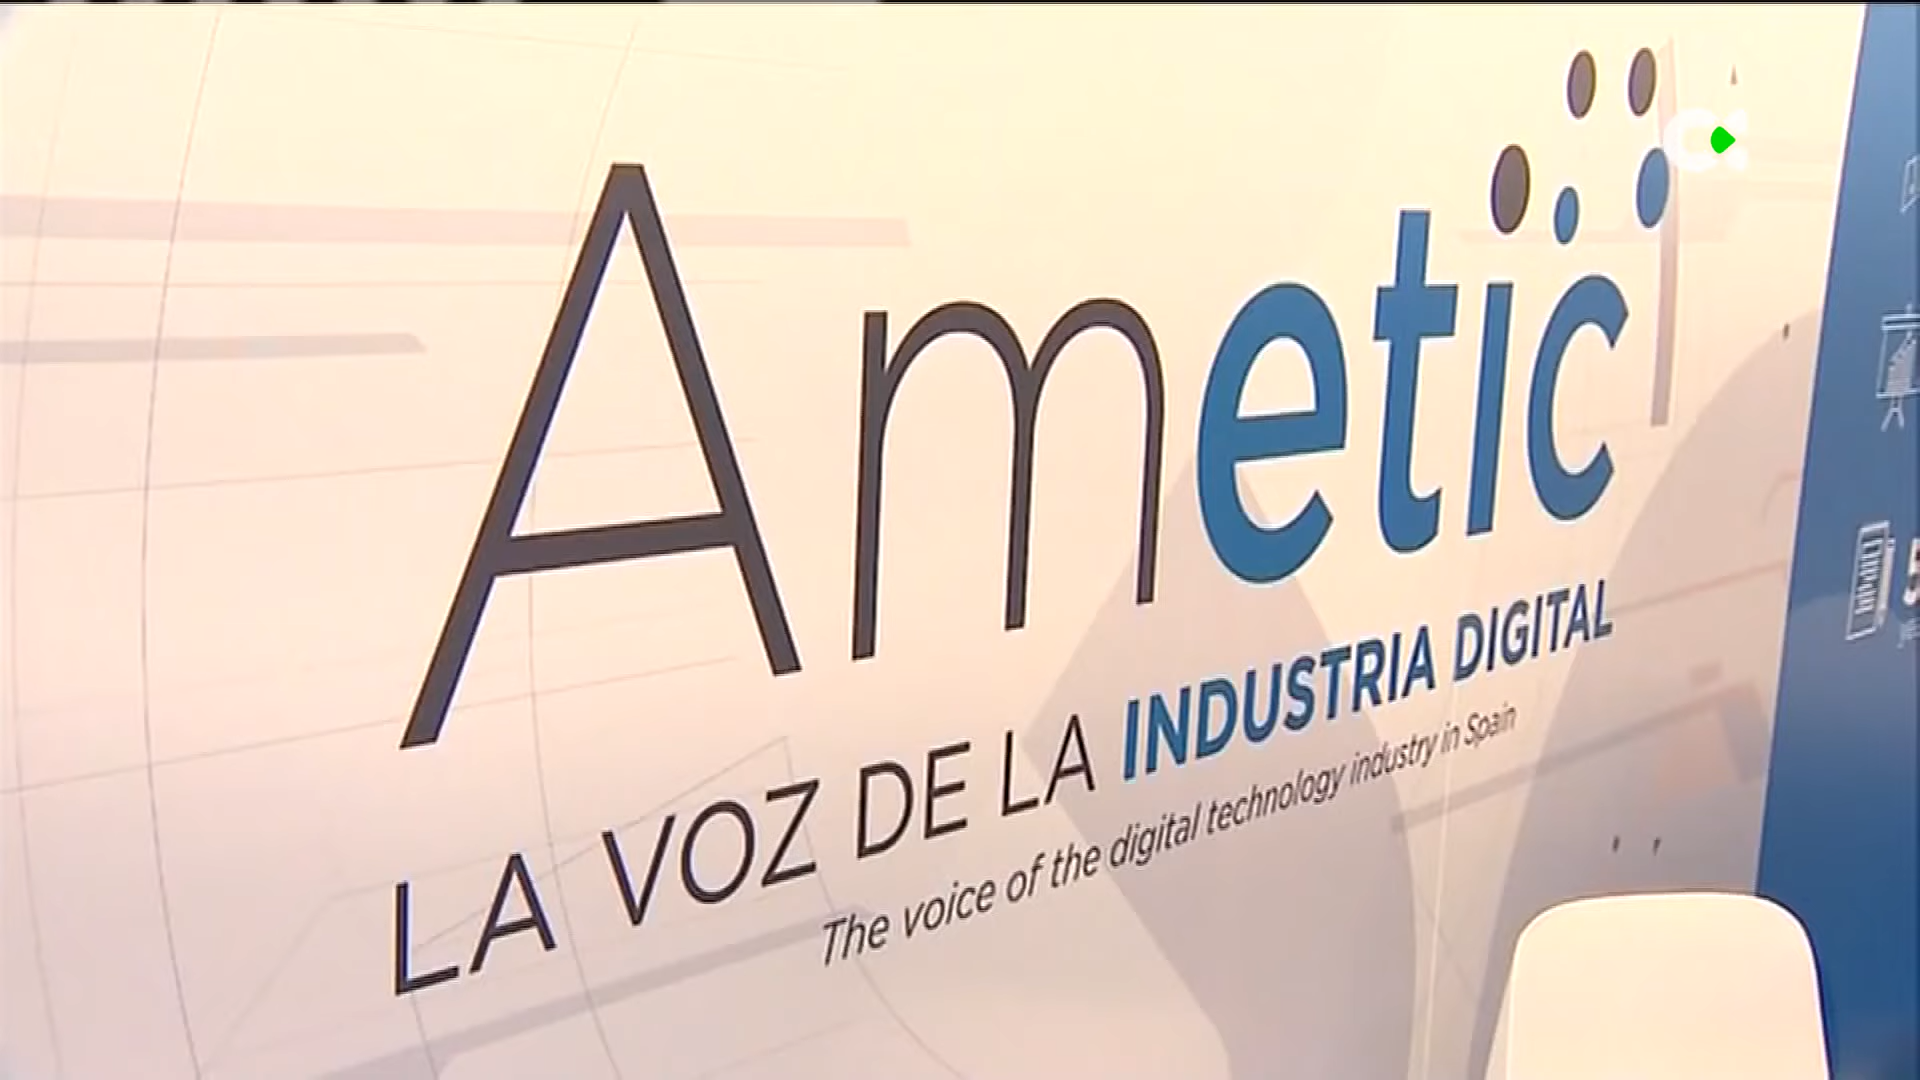 Ametic
LA VOZ DE LA INDUSTRIA DIGITAL
The voice of the digital technology industry in Spain